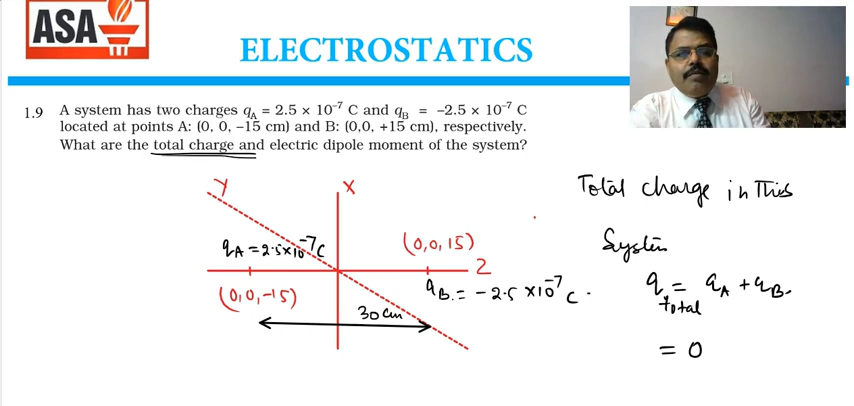 ASA
ELECTROSTATICS
1.9 A system has two charges qA = 2.5 × 10⁻⁷ C and qB = –2.5 × 10⁻⁷ C
located at points A: (0, 0, –15 cm) and B: (0,0, +15 cm), respectively.
What are the total charge and electric dipole moment of the system?
Y
X
qA = 2.5×10⁻⁷ C
(0,0,15)
Z
(0,0,-15)
qB = -2.5 ×10⁻⁷ C.
30 cm
Total charge in this
System
q total = qA + qB.
= 0